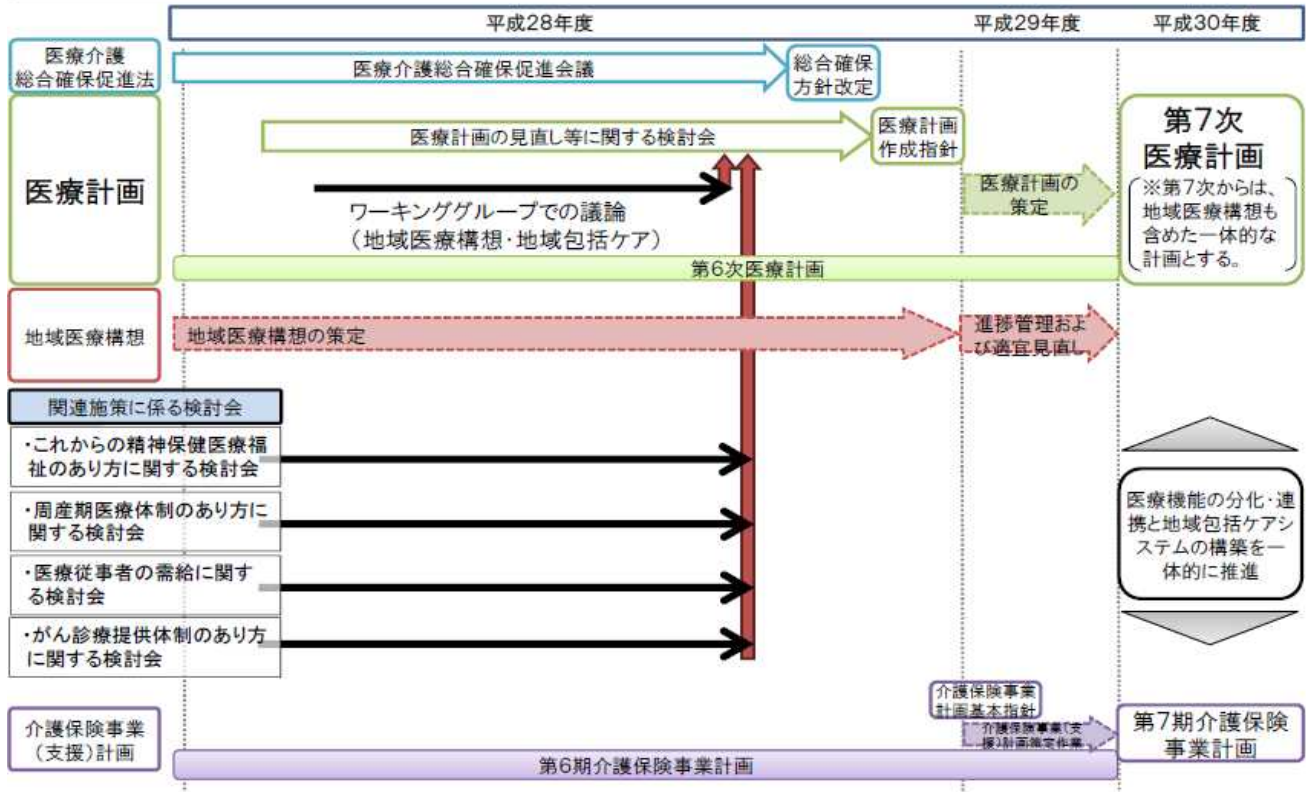 平成28年度
平成29年度
平成30年度
医療介護
総合確保促進法
医療介護総合確保促進会議
総合確保
方針改定
医療計画
医療計画の見直し等に関する検討会
医療計画
作成指針
ワーキンググループでの議論
（地域医療構想・地域包括ケア）
医療計画の
策定
第6次医療計画
第7次
医療計画
※第7次からは、
地域医療構想も
含めた一体的な
計画とする。
地域医療構想
地域医療構想の策定
進捗管理およ
び適宜見直し
関連施策に係る検討会
・これからの精神保健医療福
祉のあり方に関する検討会
・周産期医療体制のあり方に
関する検討会
・医療従事者の需給に関す
る検討会
・がん診療提供体制のあり方
に関する検討会
医療機能の分化・連
携と地域包括ケアシ
ステムの構築を一
体的に推進
介護保険事業
（支援）計画
介護保険事業
計画基本指針
介護保険事業（支
援）計画策定作業
第6期介護保険事業計画
第7期介護保険
事業計画